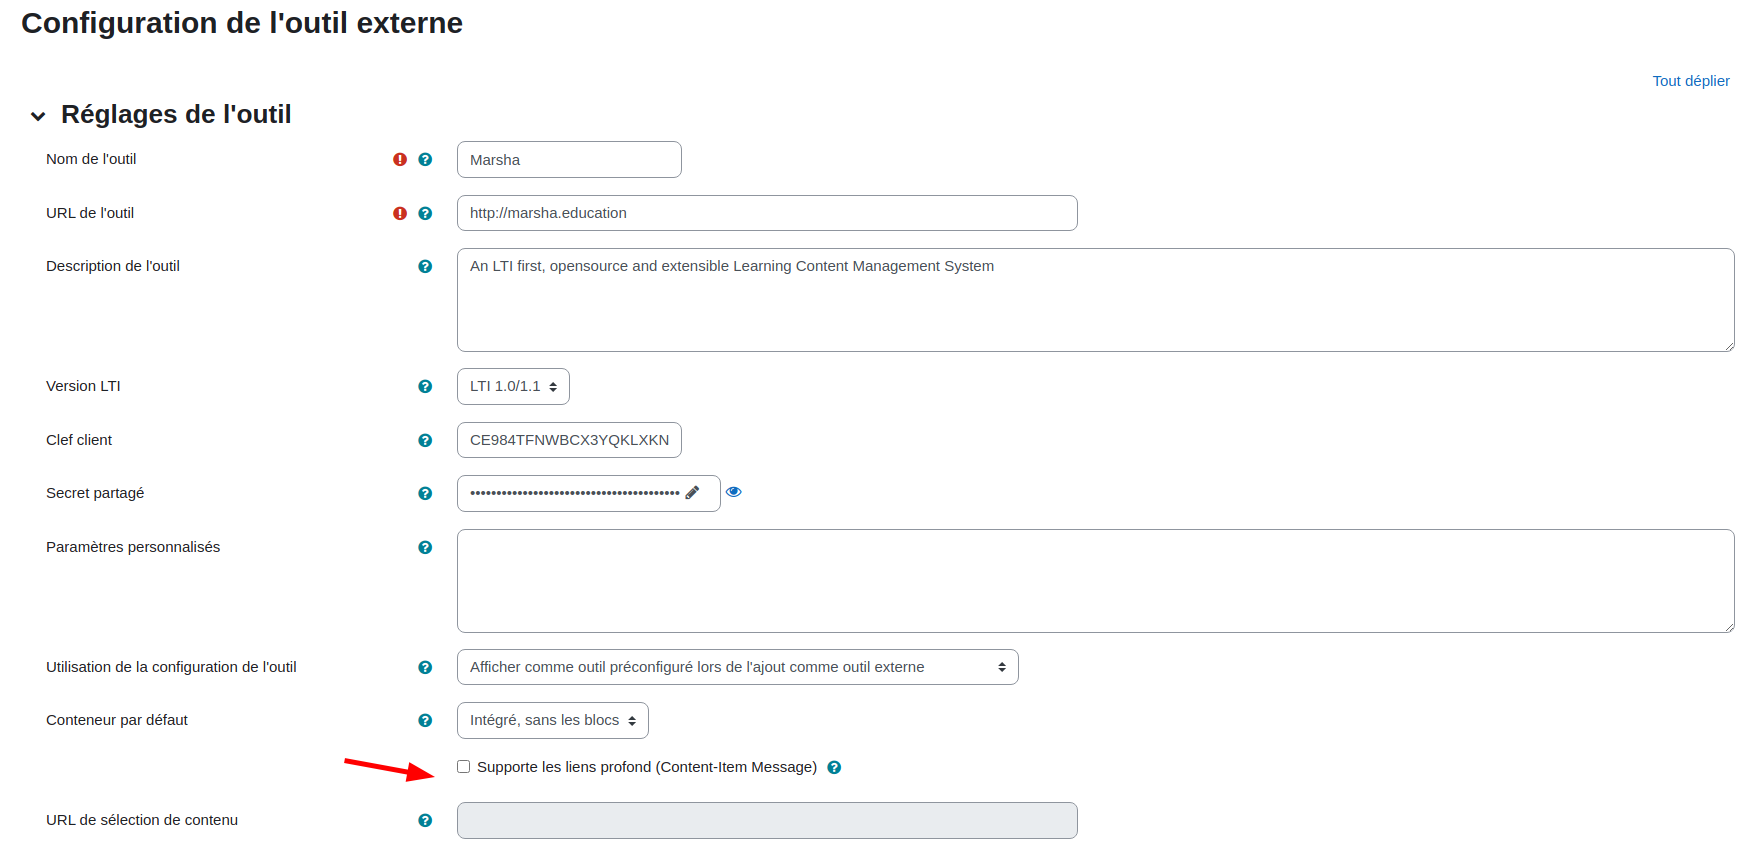 Configuration de l'outil externe
Tout déplier
Réglages de l'outil
Nom de l'outil
Marsha
URL de l'outil
http://marsha.education
Description de l'outil
An LTI first, opensource and extensible Learning Content Management System
Version LTI
LTI 1.0/1.1
Clef client
CE984TFNWBCX3YQKLXKN
Secret partagé
••••••••••••••••••••••••••••••••••••••••
Paramètres personnalisés
Utilisation de la configuration de l'outil
Afficher comme outil préconfiguré lors de l'ajout comme outil externe
Conteneur par défaut
Intégré, sans les blocs
Supporte les liens profond (Content-Item Message)
URL de sélection de contenu